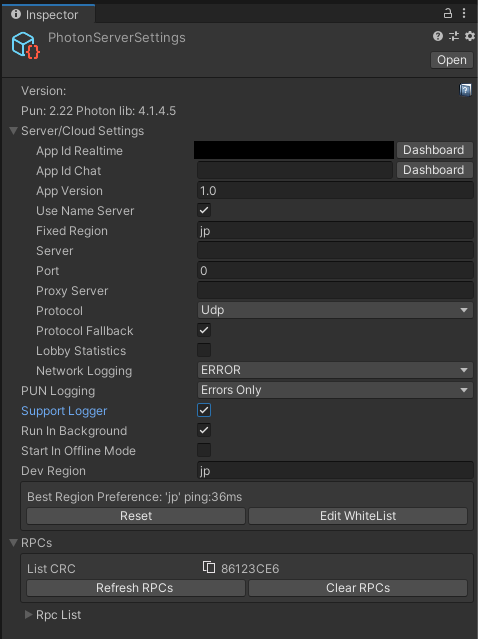 Inspector
PhotonServerSettings
Open
Version:
Pun: 2.22 Photon lib: 4.1.4.5
Server/Cloud Settings
App Id Realtime Dashboard
App Id Chat Dashboard
App Version 1.0
Use Name Server
Fixed Region jp
Server
Port 0
Proxy Server
Protocol Udp
Protocol Fallback
Lobby Statistics
Network Logging ERROR
PUN Logging Errors Only
Support Logger
Run In Background
Start In Offline Mode
Dev Region jp
Best Region Preference: 'jp' ping:36ms
Reset Edit WhiteList
RPCs
List CRC 86123CE6
Refresh RPCs Clear RPCs
Rpc List